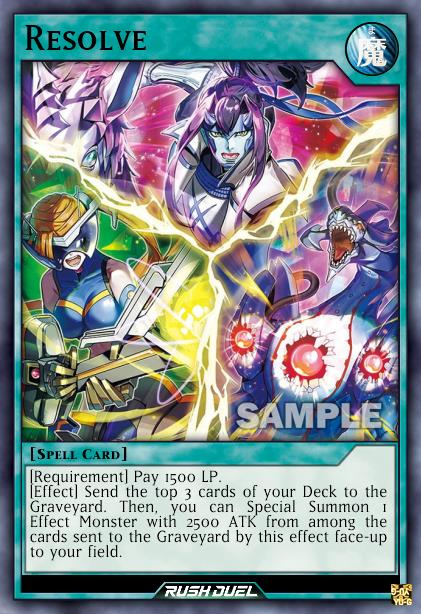 Resolve
ま
魔
SAMPLE
[Spell Card]
[Requirement] Pay 1500 LP.
[Effect] Send the top 3 cards of your Deck to the
Graveyard. Then, you can Special Summon 1
Effect Monster with 2500 ATK from among the
cards sent to the Graveyard by this effect face-up
to your field.
RUSH DUEL